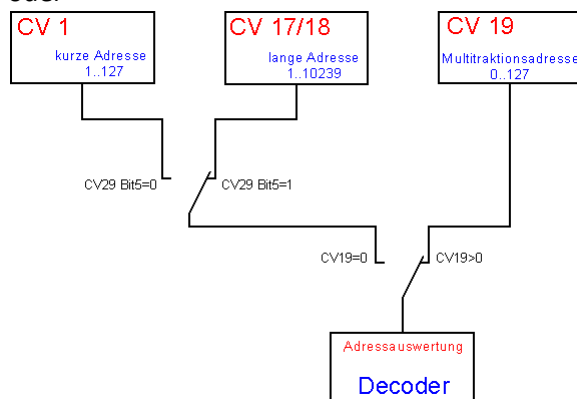 CV 1
kurze Adresse
1..127
CV 17/18
lange Adresse
1..10239
CV 19
Multitraktionsadresse
0..127
CV29 Bit5=0
CV29 Bit5=1
CV19=0
CV19>0
Adressauswertung
Decoder